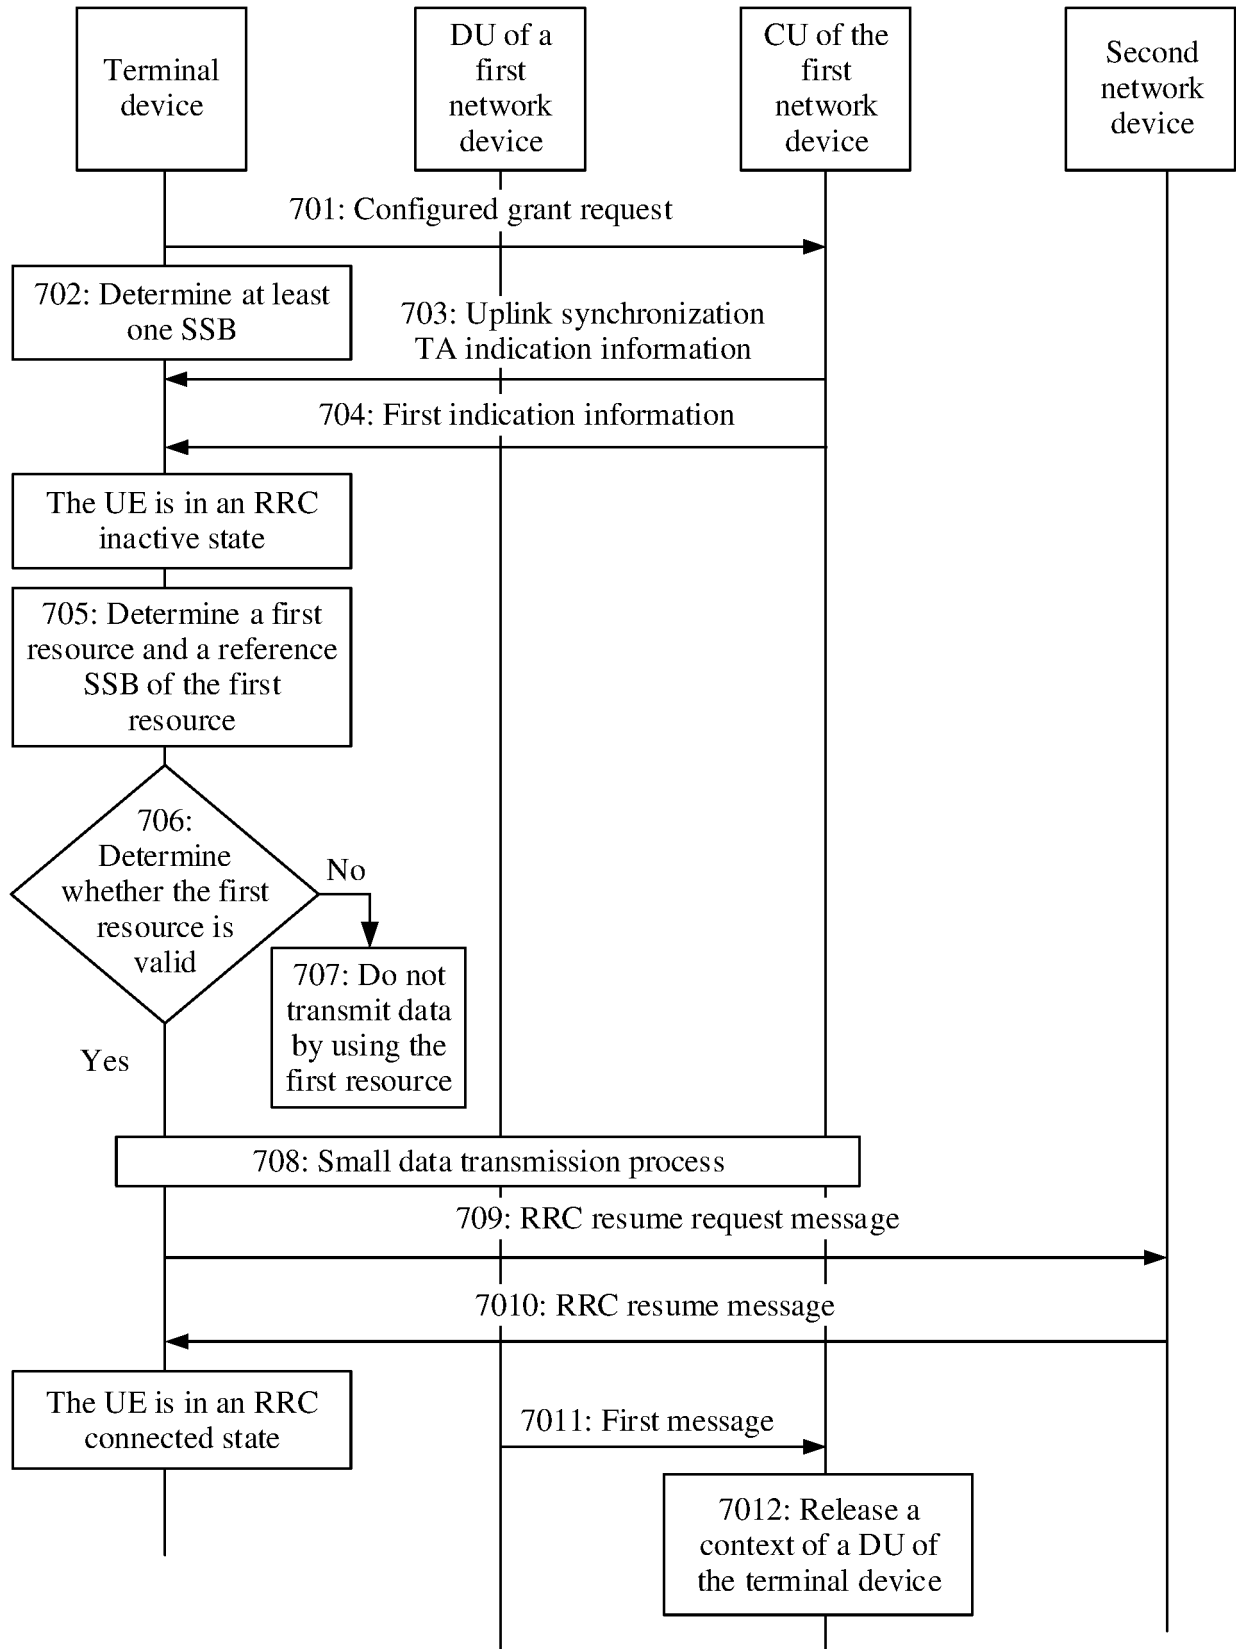 Terminal
device
DU of a
first
network
device
CU of the
first
network
device
Second
network
device
701: Configured grant request
702: Determine at least
one SSB
703: Uplink synchronization
TA indication information
704: First indication information
The UE is in an RRC
inactive state
705: Determine a first
resource and a reference
SSB of the first
resource
706:
Determine
whether the first
resource is
valid
No
707: Do not
transmit data
by using the
first resource
Yes
708: Small data transmission process
709: RRC resume request message
7010: RRC resume message
The UE is in an RRC
connected state
7011: First message
7012: Release a
context of a DU of
the terminal device